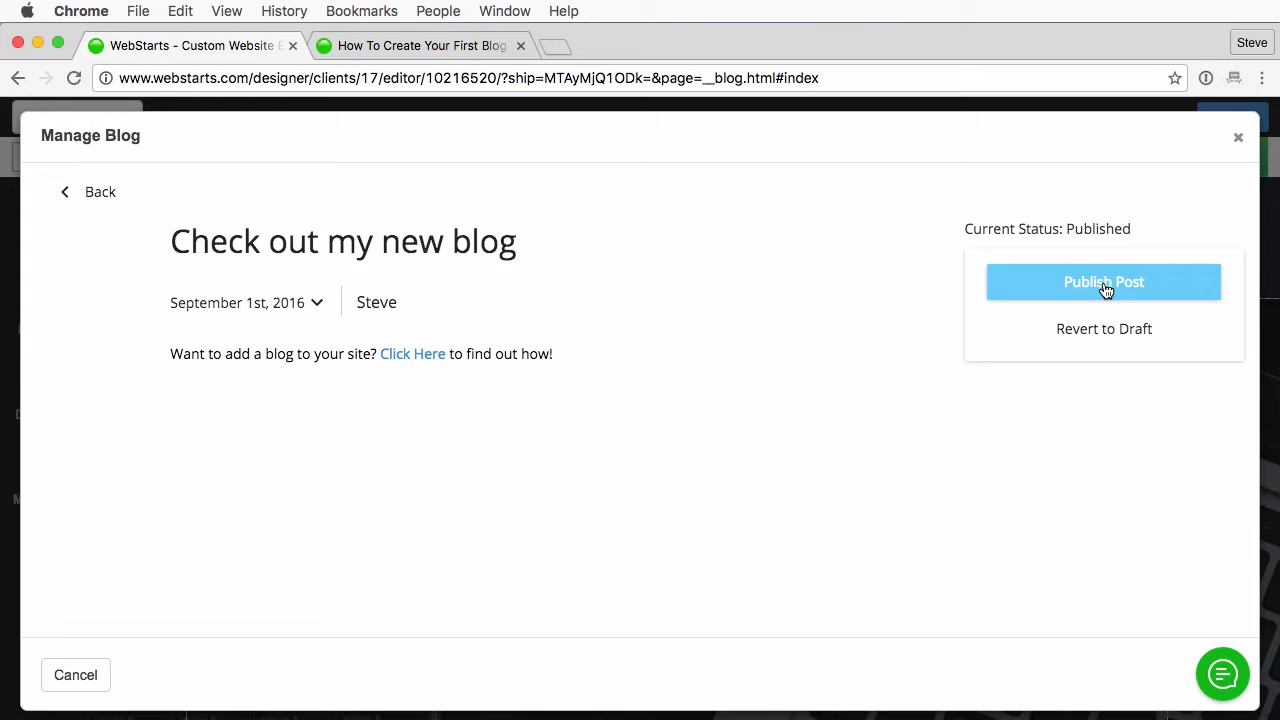 Chrome File Edit View History Bookmarks People Window Help
WebStarts - Custom Website E
How To Create Your First Blog
Steve
www.webstarts.com/designer/clients/17/editor/10216520/?ship=MTAyMjQ1ODk=&page=__blog.html#index
Manage Blog
Back
Check out my new blog
September 1st, 2016
Steve
Want to add a blog to your site? Click Here to find out how!
Current Status: Published
Publish Post
Revert to Draft
Cancel